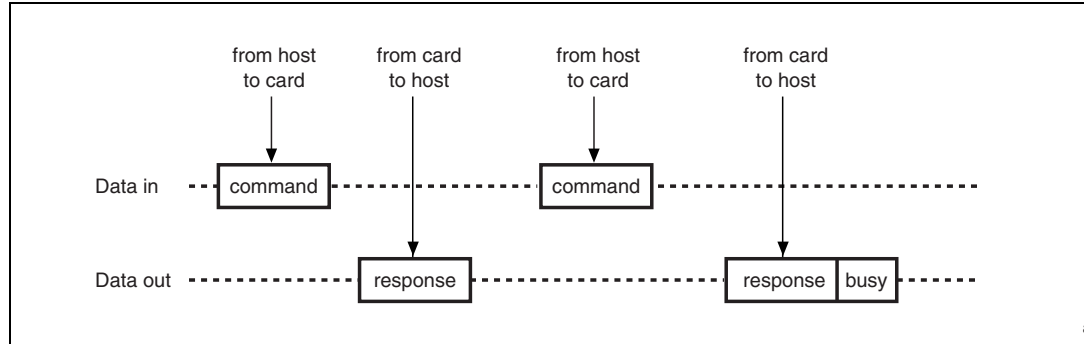 from host
to card
from card
to host
from host
to card
from card
to host
Data in
command
command
Data out
response
response
busy